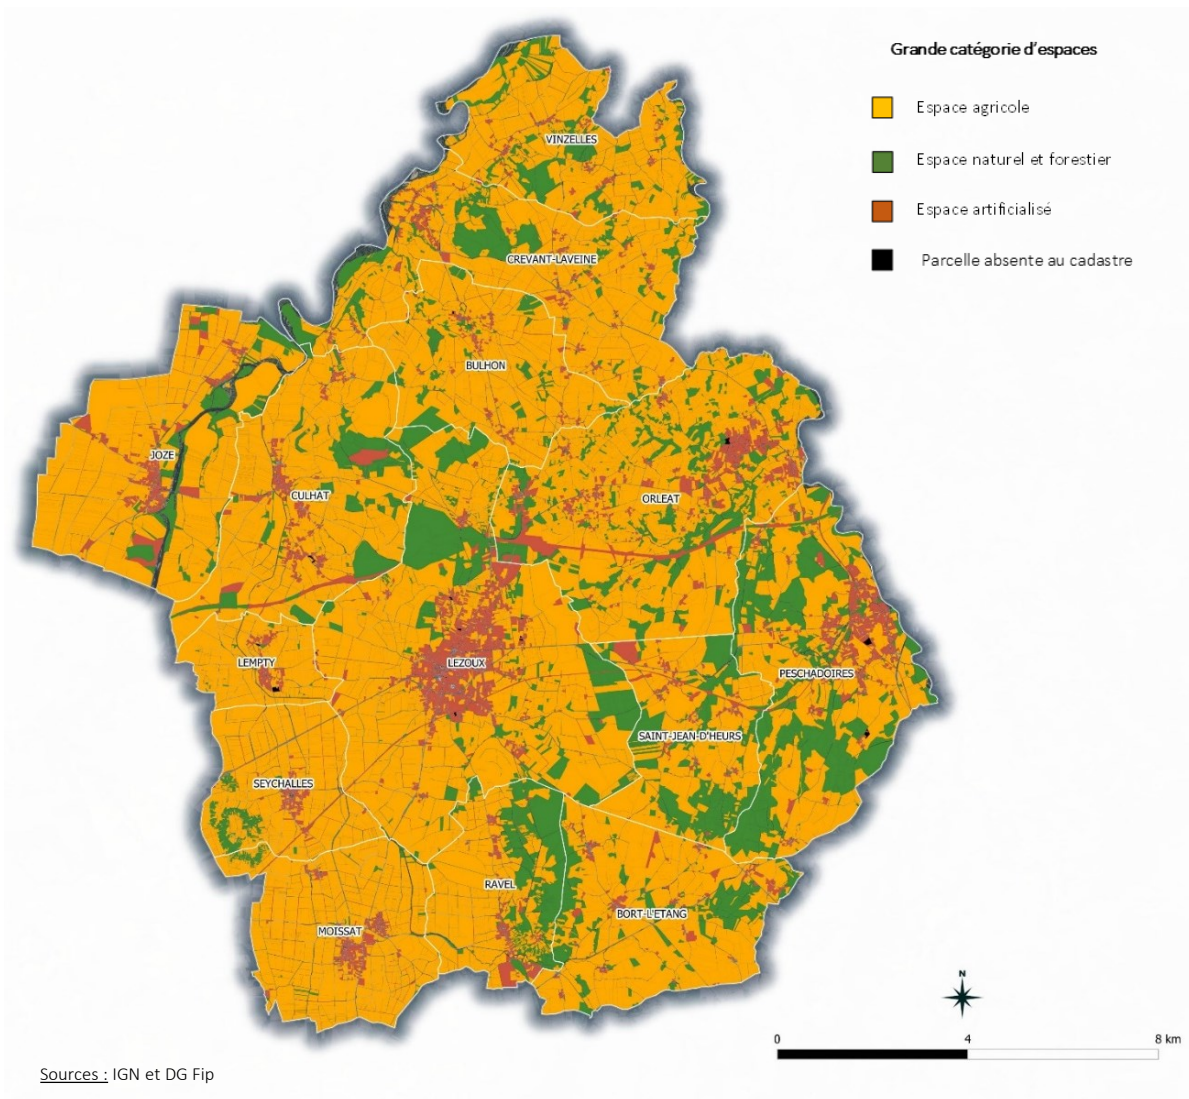 Grande catégorie d'espaces
Espace agricole
Espace naturel et forestier
Espace artificialisé
Parcelle absente au cadastre
VINZELLES
CREVANT-LAVEINE
BULHON
JOZE
CULHAT
ORLEAT
LEMPTY
LEZOUX
PESCHADOIRES
SAINT-JEAN-D'HEURS
SEYCHALLES
RAVEL
BORT-L'ETANG
MOISSAT
N
0 4 8 km
Sources : IGN et DG Fip